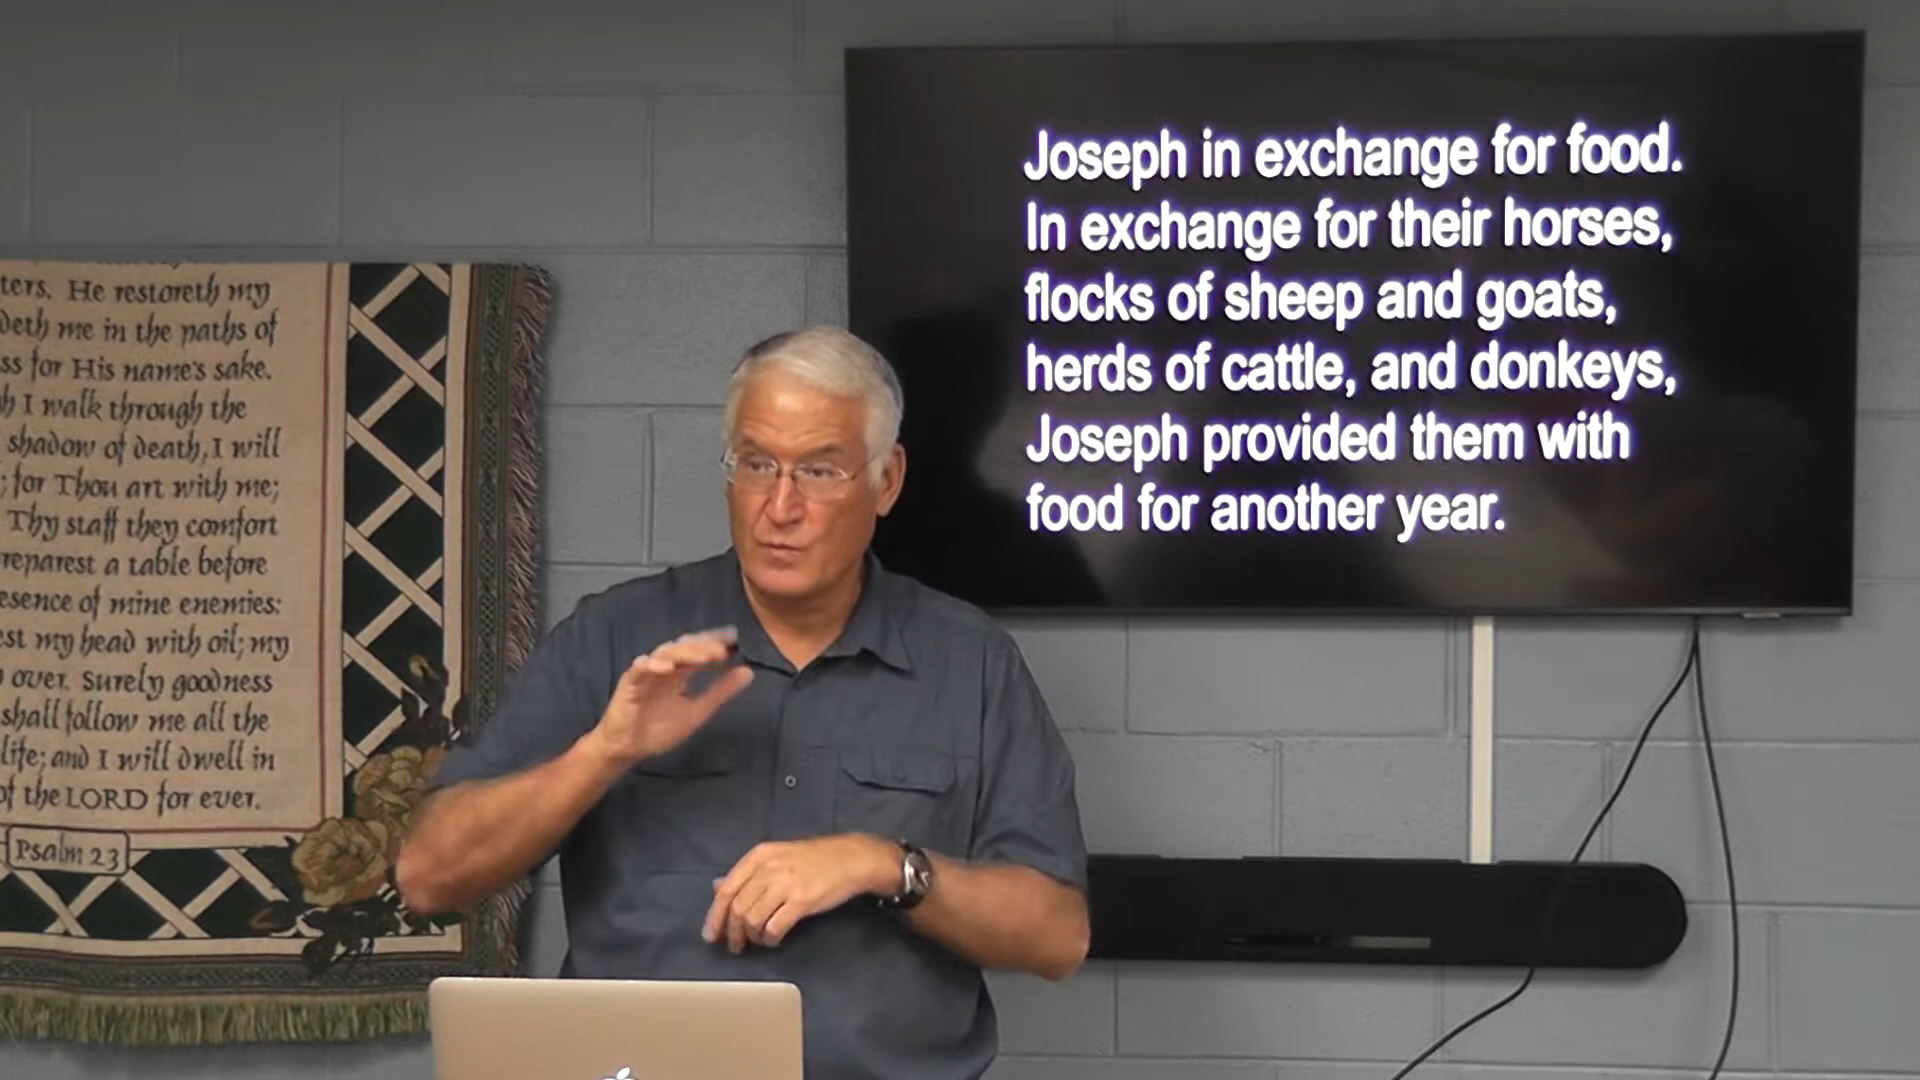 ters. He restoreth my
deth me in the paths of
ss for His name's sake.
h I walk through the
shadow of death, I will
; for Thou art with me;
Thy staff they comfort
reparest a table before
esence of mine enemies:
est my head with oil; my
over. Surely goodness
shall follow me all the
life; and I will dwell in
of the LORD for ever.
Psalm 23
Joseph in exchange for food.
In exchange for their horses,
flocks of sheep and goats,
herds of cattle, and donkeys,
Joseph provided them with
food for another year.